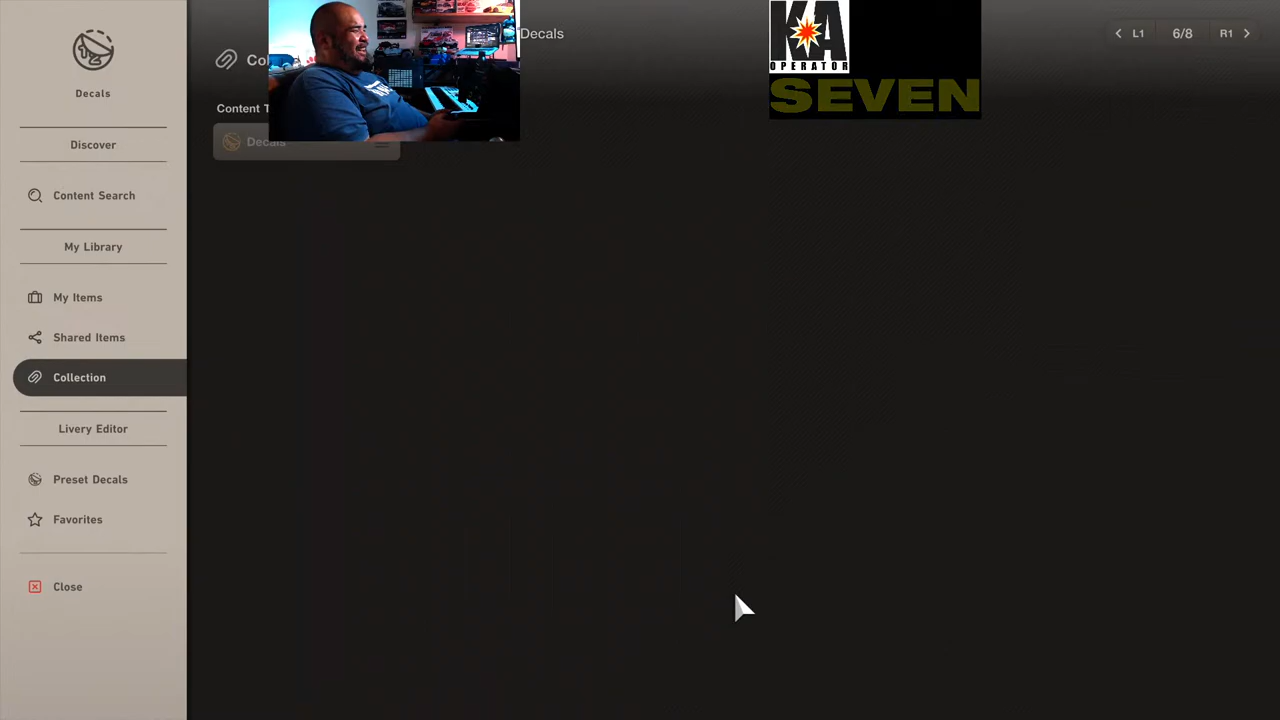 Decals
Discover
Content Search
My Library
My Items
Shared Items
Collection
Livery Editor
Preset Decals
Favorites
Close
Decals
L1
6/8
R1
Content T
Decals
KA
OPERATOR
SEVEN